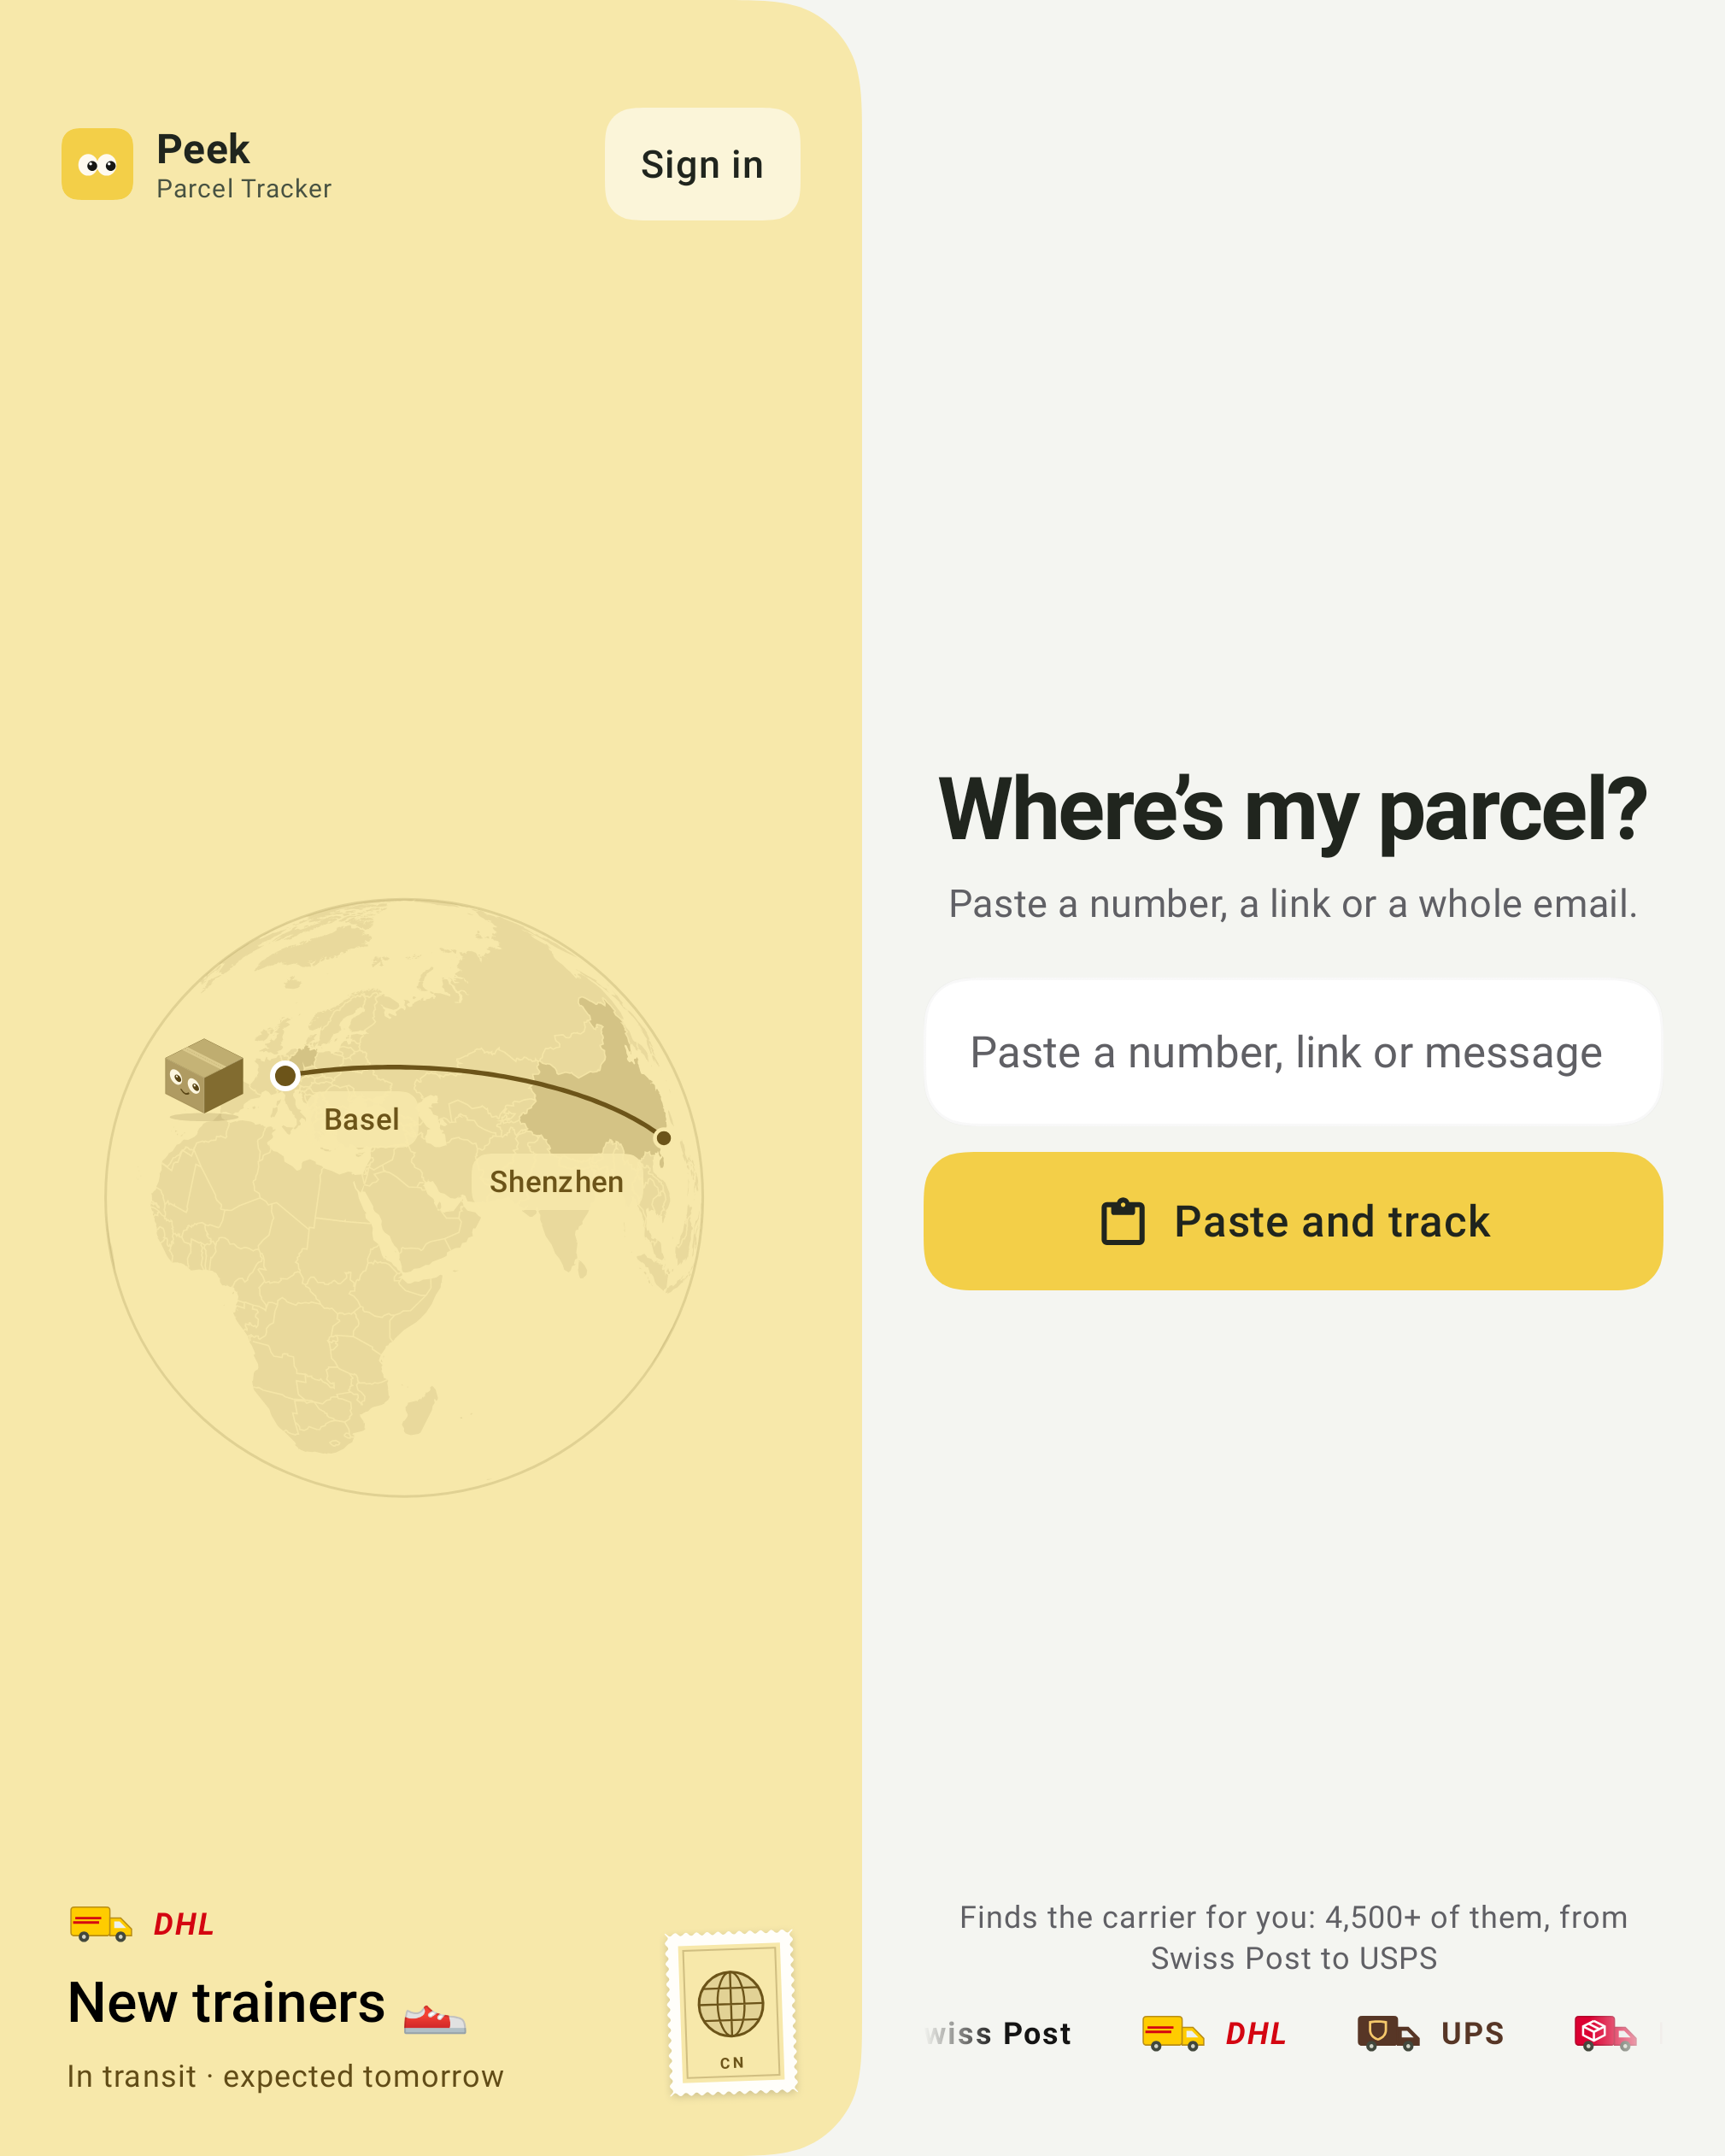 Peek
Parcel Tracker
Sign in
Basel
Shenzhen
DHL
New trainers
In transit · expected tomorrow
CN
Where’s my parcel?
Paste a number, a link or a whole email.
Paste a number, link or message
Paste and track
Finds the carrier for you: 4,500+ of them, from
Swiss Post to USPS
wiss Post DHL UPS